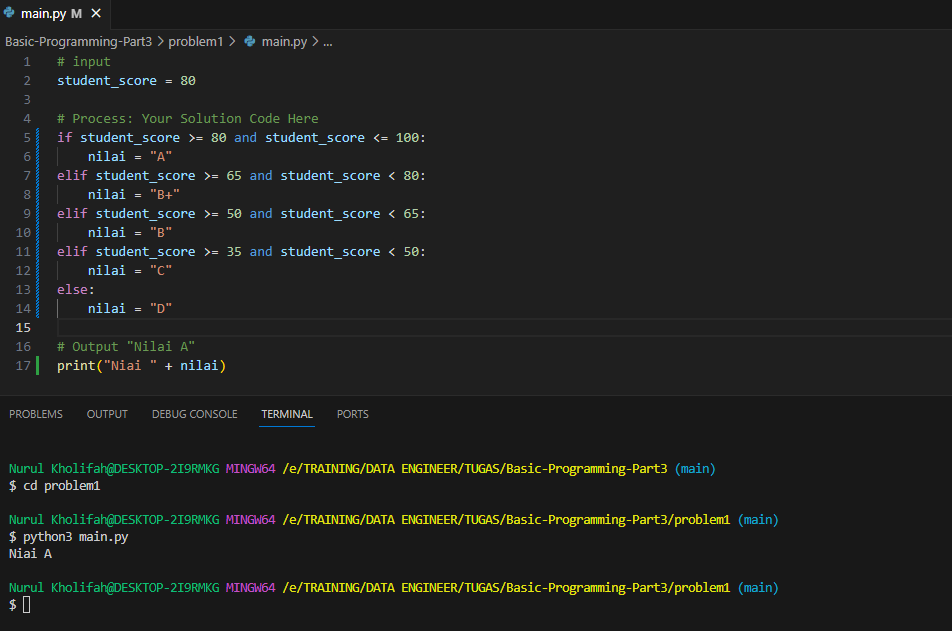 main.py M ×
Basic-Programming-Part3 > problem1 > main.py > ...
1 # input
2 student_score = 80
3
4 # Process: Your Solution Code Here
5 if student_score >= 80 and student_score <= 100:
6     nilai = "A"
7 elif student_score >= 65 and student_score < 80:
8     nilai = "B+"
9 elif student_score >= 50 and student_score < 65:
10     nilai = "B"
11 elif student_score >= 35 and student_score < 50:
12     nilai = "C"
13 else:
14     nilai = "D"
15
16 # Output "Nilai A"
17 print("Niai " + nilai)
PROBLEMS OUTPUT DEBUG CONSOLE TERMINAL PORTS
Nurul Kholifah@DESKTOP-2I9RMKG MINGW64 /e/TRAINING/DATA ENGINEER/TUGAS/Basic-Programming-Part3 (main)
$ cd problem1
Nurul Kholifah@DESKTOP-2I9RMKG MINGW64 /e/TRAINING/DATA ENGINEER/TUGAS/Basic-Programming-Part3/problem1 (main)
$ python3 main.py
Niai A
Nurul Kholifah@DESKTOP-2I9RMKG MINGW64 /e/TRAINING/DATA ENGINEER/TUGAS/Basic-Programming-Part3/problem1 (main)
$